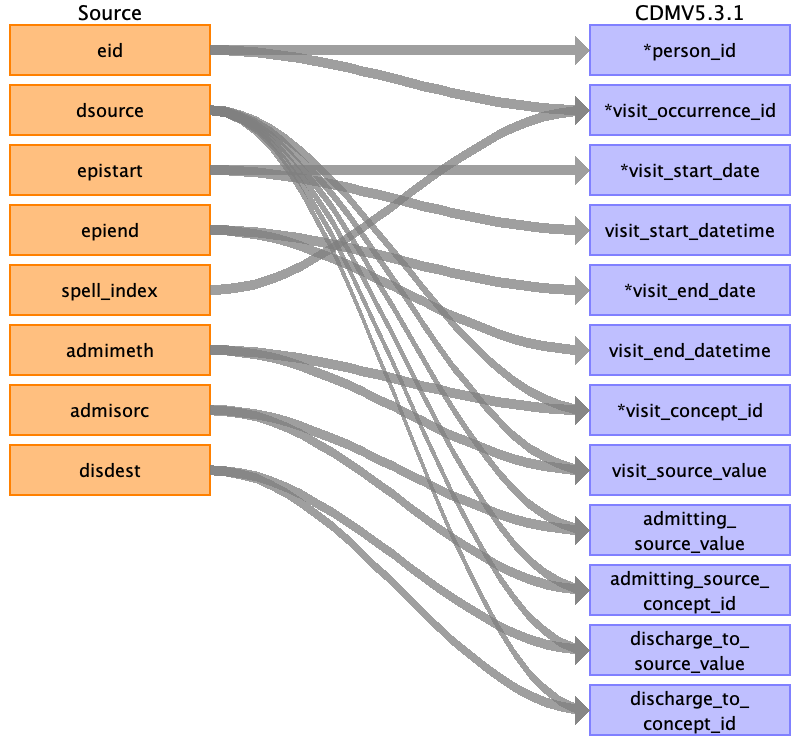 Source
CDMV5.3.1
eid
*person_id
dsource
*visit_occurrence_id
epistart
*visit_start_date
epiend
visit_start_datetime
spell_index
*visit_end_date
admimeth
visit_end_datetime
admisorc
*visit_concept_id
disdest
visit_source_value
admitting_
source_value
admitting_source_
concept_id
discharge_to_
source_value
discharge_to_
concept_id